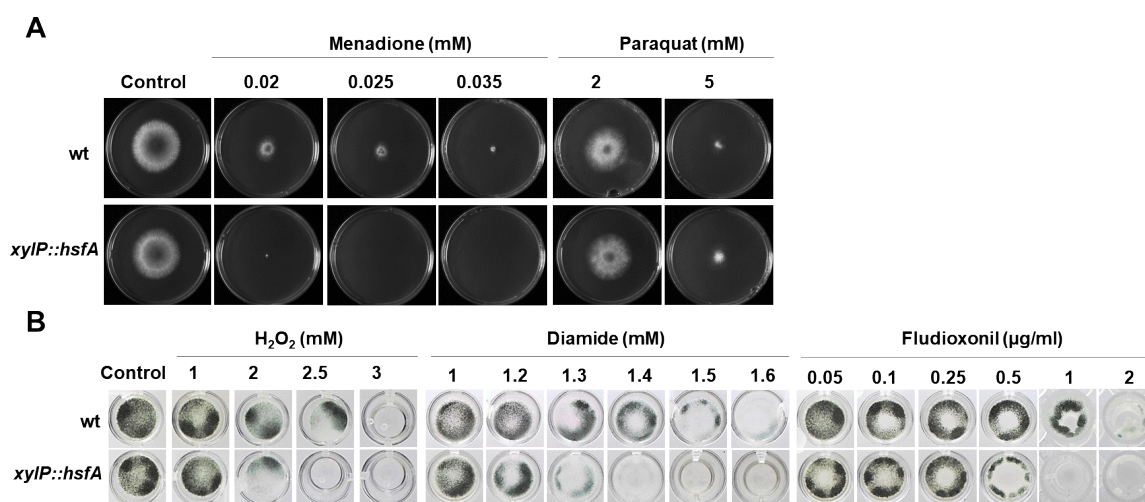 A
Menadione (mM) Paraquat (mM)
Control 0.02 0.025 0.035 2 5
wt
xylP::hsfA
B
H₂O₂ (mM) Diamide (mM) Fludioxonil (µg/ml)
Control 1 2 2.5 3 1 1.2 1.3 1.4 1.5 1.6 0.05 0.1 0.25 0.5 1 2
wt
xylP::hsfA